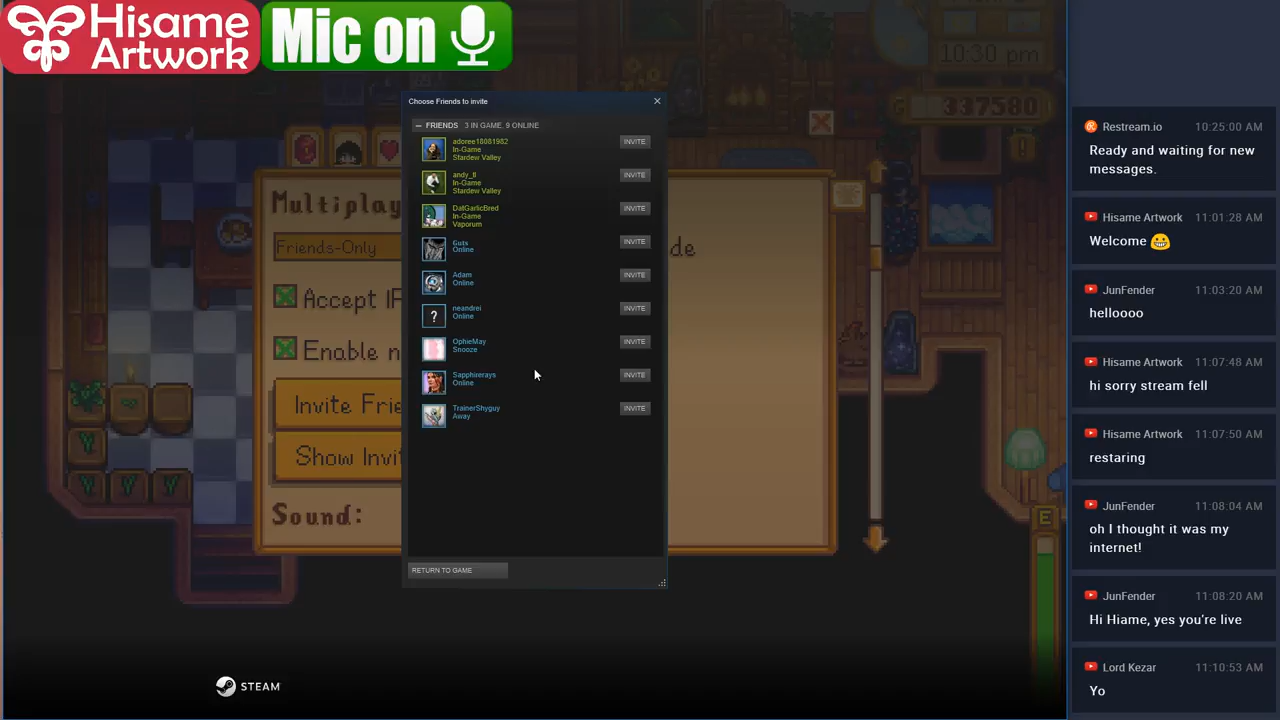 Hisame
Artwork
Mic on
10:30 pm
337580
Choose Friends to invite
FRIENDS 3 IN GAME, 9 ONLINE
adoree18081982
In-Game
Stardew Valley
INVITE
andy_tl
In-Game
Stardew Valley
INVITE
DatGarlicBred
In-Game
Vaporum
INVITE
Guts
Online
INVITE
Adam
Online
INVITE
neandrei
Online
INVITE
OphieMay
Snooze
INVITE
Sapphirerays
Online
INVITE
TrainerShyguy
Away
INVITE
RETURN TO GAME
Multiplay
Friends-Only
Accept IP
Enable n
Invite Frie
Show Invit
Sound:
E
STEAM
Restream.io 10:25:00 AM
Ready and waiting for new
messages.
Hisame Artwork 11:01:28 AM
Welcome 😀
JunFender 11:03:20 AM
helloooo
Hisame Artwork 11:07:48 AM
hi sorry stream fell
Hisame Artwork 11:07:50 AM
restaring
JunFender 11:08:04 AM
oh I thought it was my
internet!
JunFender 11:08:20 AM
Hi Hiame, yes you're live
Lord Kezar 11:10:53 AM
Yo